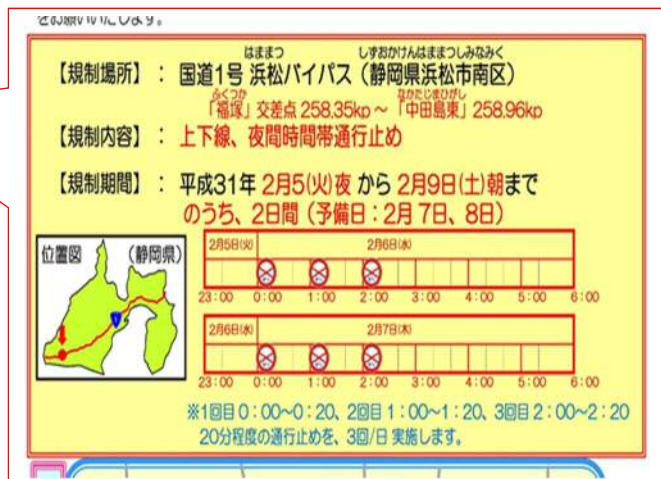 をお願いいたします。
はままつ しずおかけんはままつしみなみく
【規制場所】 : 国道1号 浜松バイパス (静岡県浜松市南区)
ふくつか なかたじまひがし
「福塚」交差点 258.35kp ～ 「中田島東」258.96kp
【規制内容】 : 上下線、夜間時間帯通行止め
【規制期間】 : 平成31年 2月5(火)夜 から 2月9日(土)朝まで
のうち、2日間 (予備日:2月 7日、8日)
位置図 (静岡県)
2月5日(火) 2月6日(水)
23:00 0:00 1:00 2:00 3:00 4:00 5:00 6:00
2月6日(水) 2月7日(木)
23:00 0:00 1:00 2:00 3:00 4:00 5:00 6:00
※1回目 0:00～0:20、2回目 1:00～1:20、3回目 2:00～2:20
20分程度の通行止めを、3回/日 実施します。